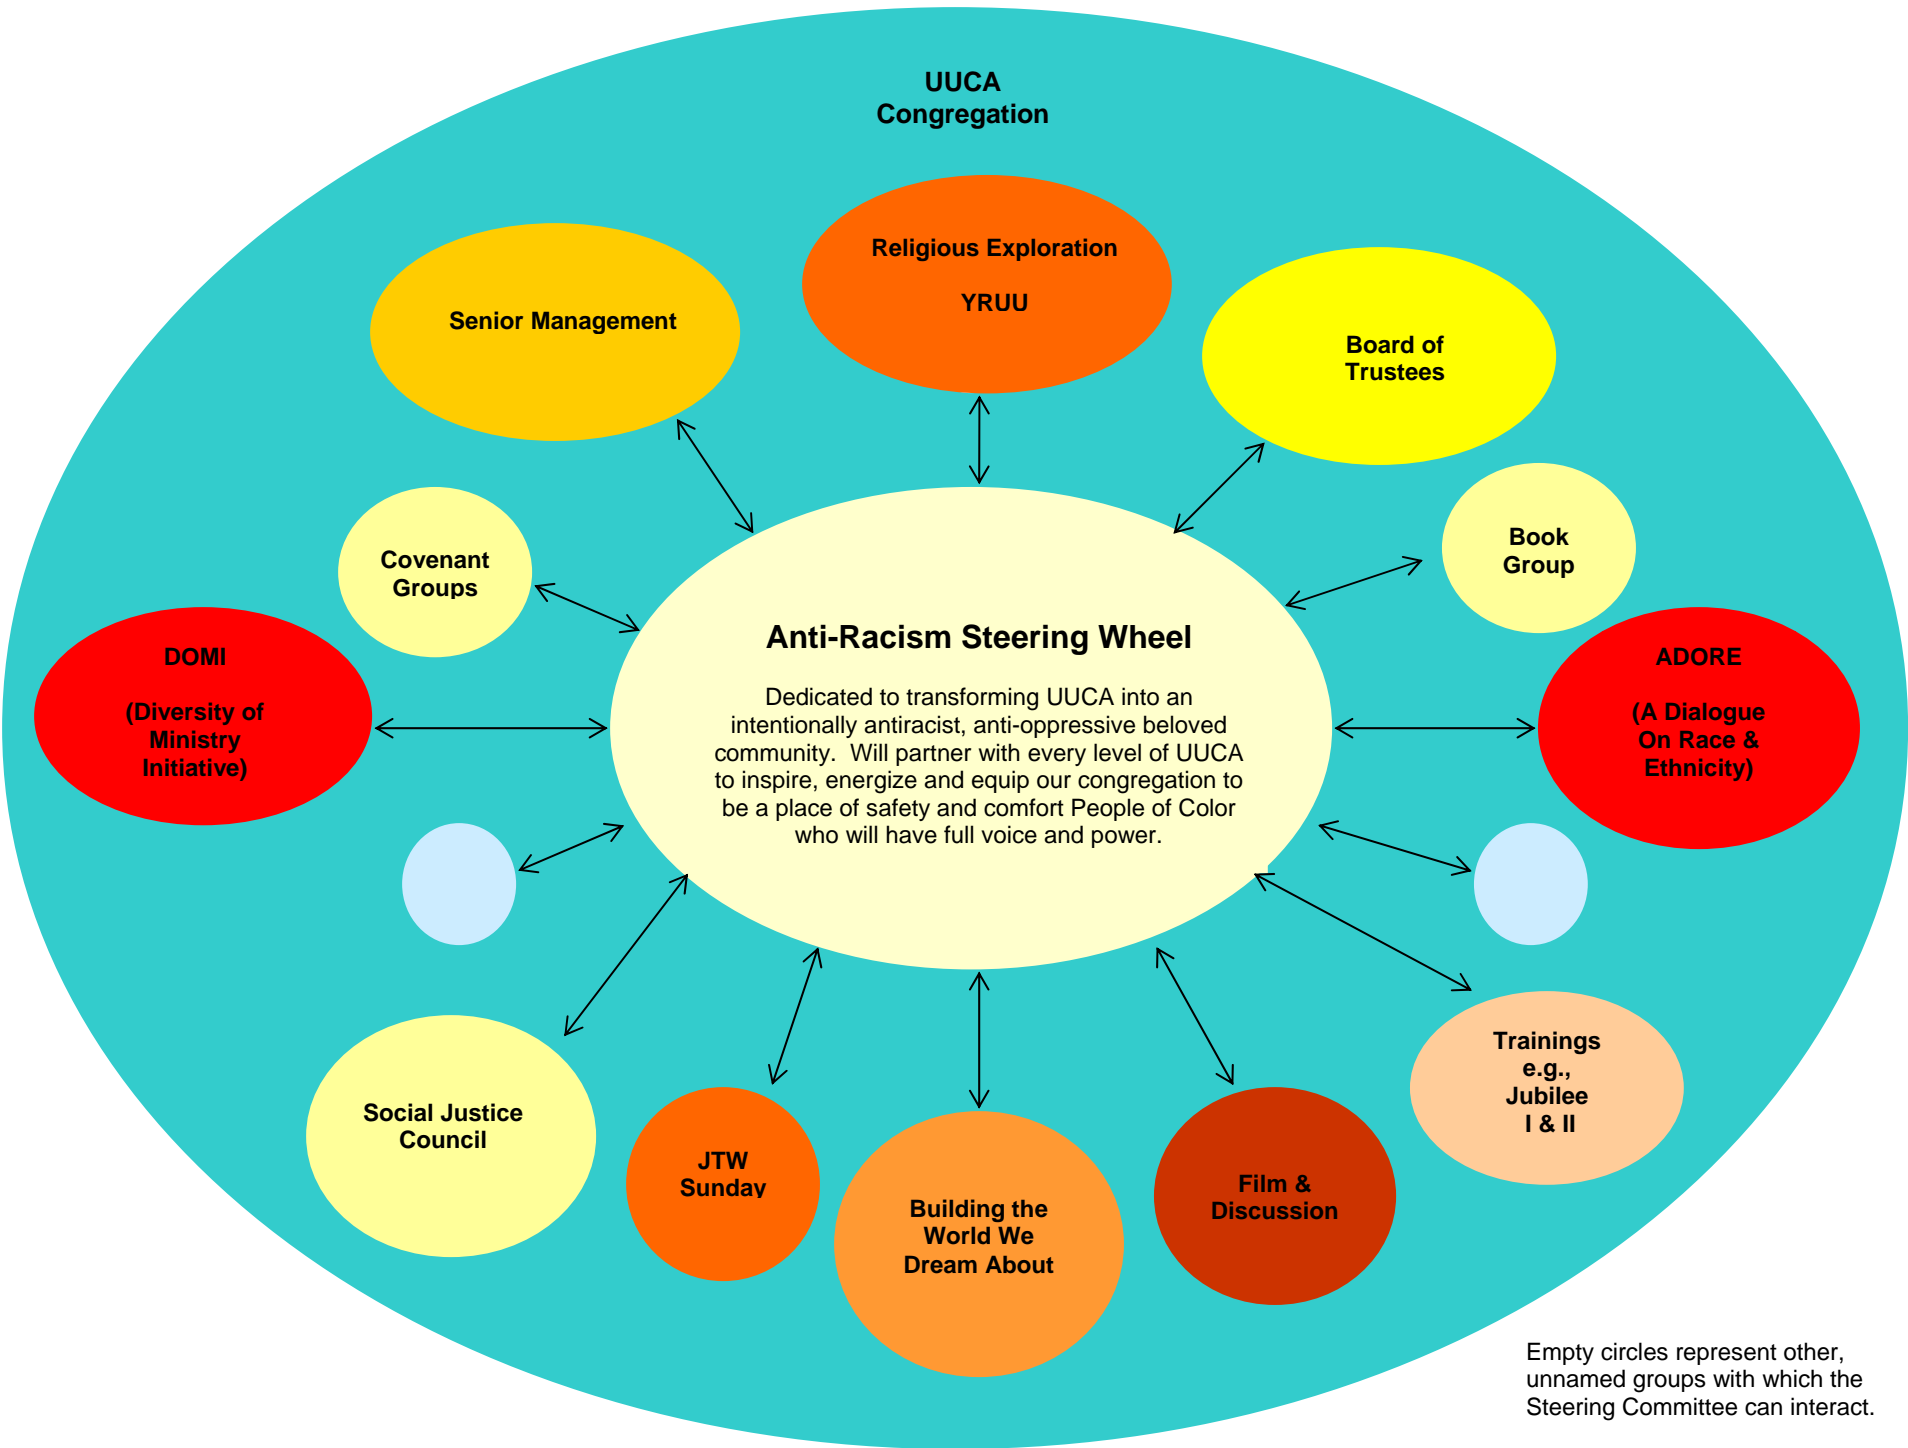 UUCA
Congregation
Religious Exploration
YRUU
Senior Management
Board of
Trustees
Covenant
Groups
Book
Group
DOMI
(Diversity of
Ministry
Initiative)
Anti-Racism Steering Wheel
Dedicated to transforming UUCA into an
intentionally antiracist, anti-oppressive beloved
community.  Will partner with every level of UUCA
to inspire, energize and equip our congregation to
be a place of safety and comfort People of Color
who will have full voice and power.
ADORE
(A Dialogue
On Race &
Ethnicity)
Social Justice
Council
JTW
Sunday
Building the
World We
Dream About
Film &
Discussion
Trainings
e.g.,
Jubilee
I & II
Empty circles represent other,
unnamed groups with which the
Steering Committee can interact.